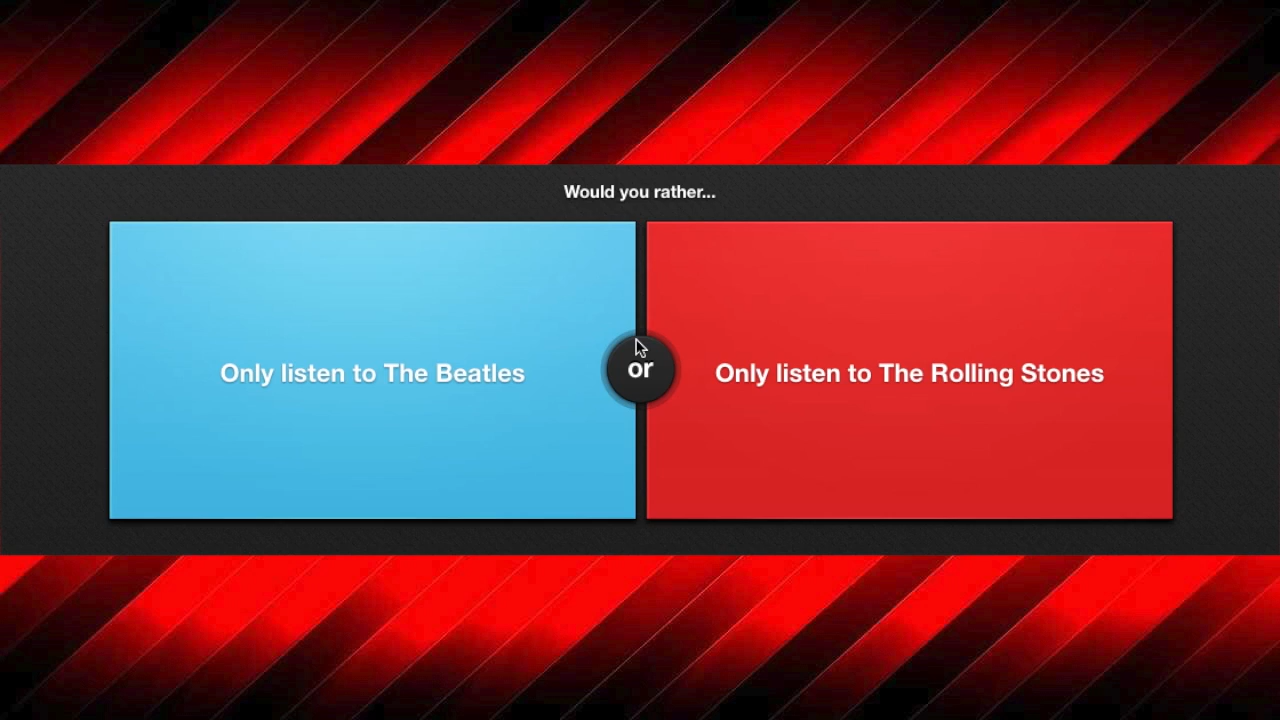 Would you rather...
Only listen to The Beatles
or
Only listen to The Rolling Stones